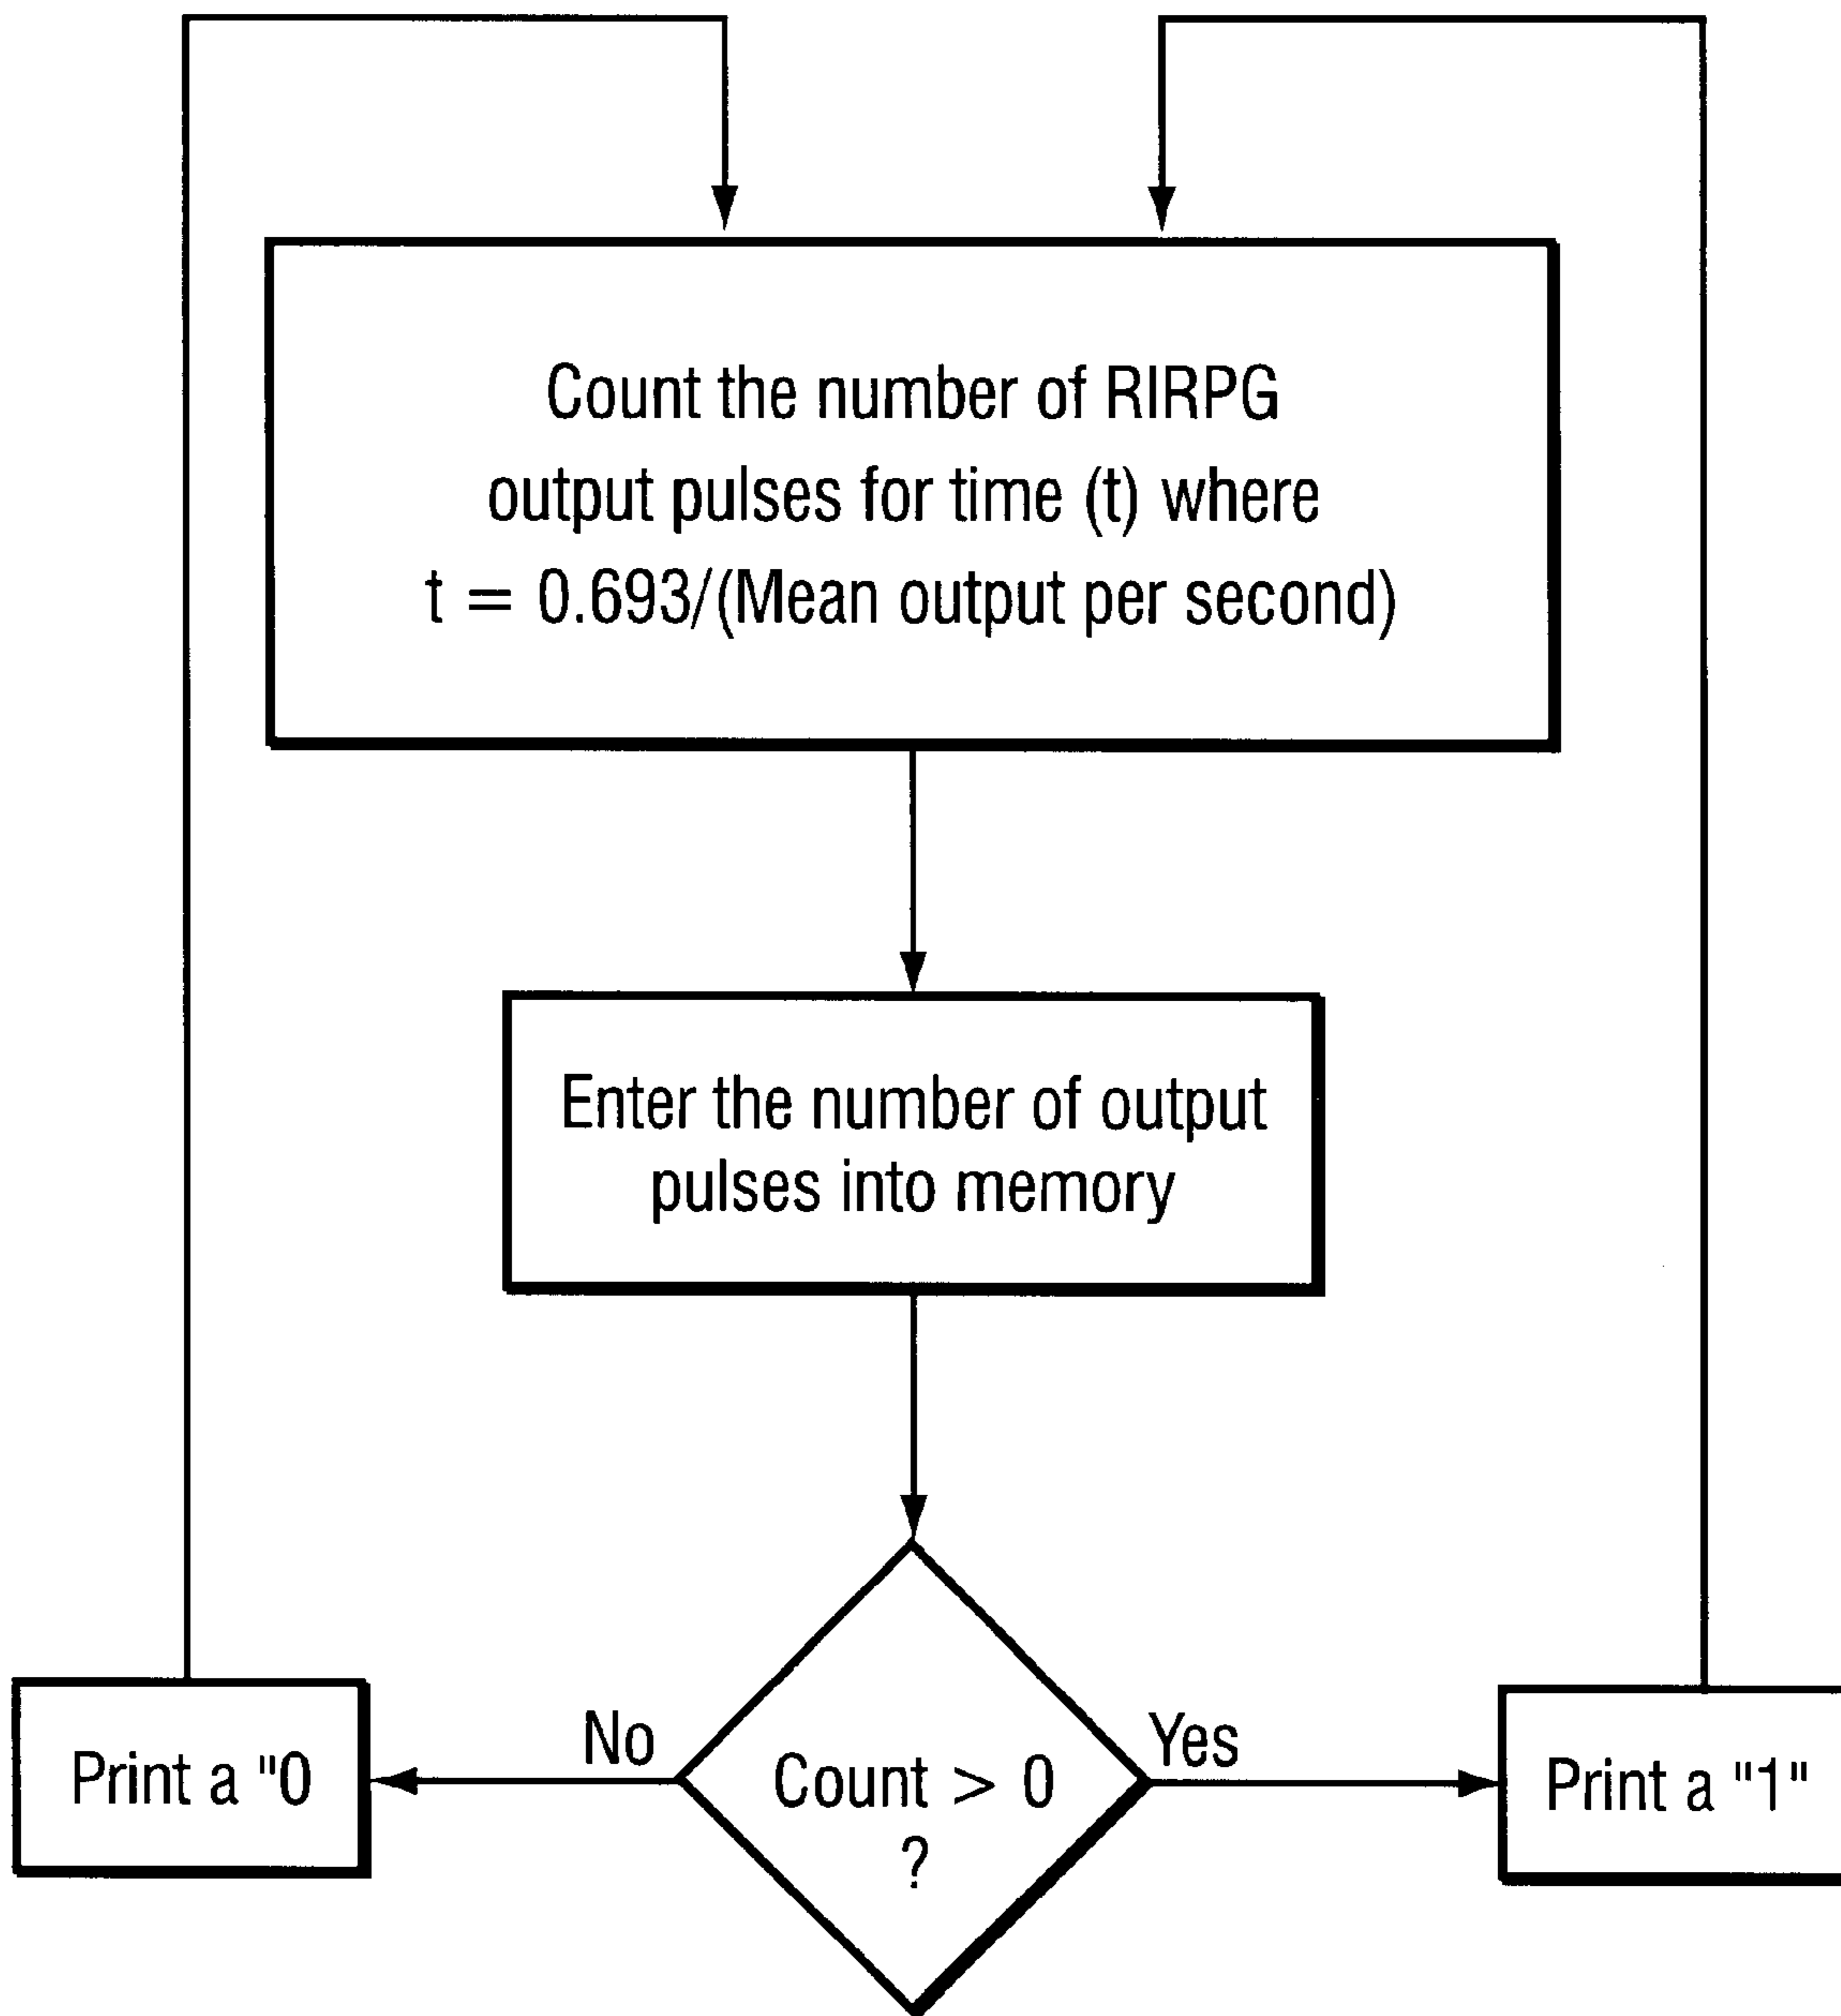 Count the number of RIRPG
output pulses for time (t) where
t = 0.693/(Mean output per second)
Enter the number of output
pulses into memory
No
Yes
Count > 0
?
Print a "0
Print a "1"